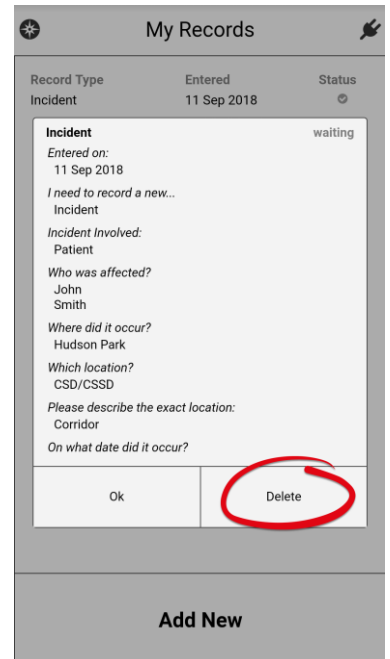 My Records
Record Type Entered Status
Incident 11 Sep 2018
Incident waiting
Entered on:
11 Sep 2018
I need to record a new...
Incident
Incident Involved:
Patient
Who was affected?
John
Smith
Where did it occur?
Hudson Park
Which location?
CSD/CSSD
Please describe the exact location:
Corridor
On what date did it occur?
Ok Delete
Add New